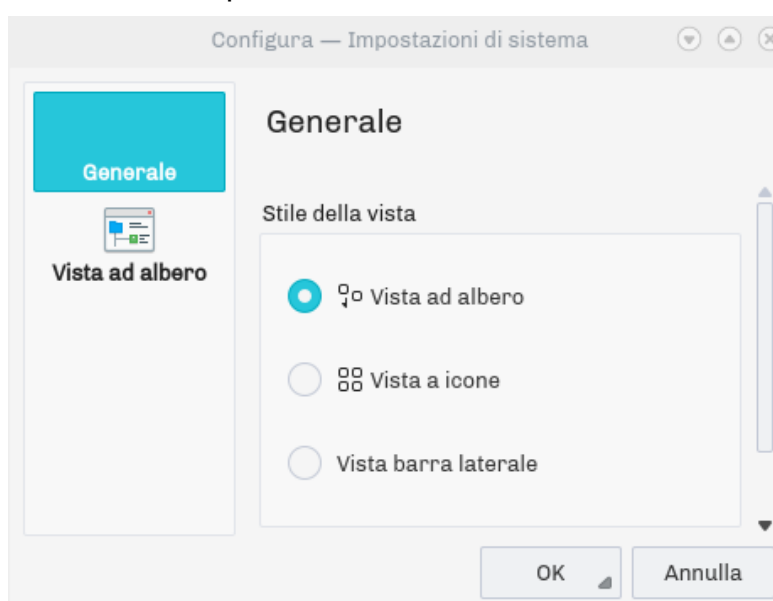 Configura — Impostazioni di sistema
Generale
Vista ad albero
Generale
Stile della vista
Vista ad albero
Vista a icone
Vista barra laterale
OK
Annulla